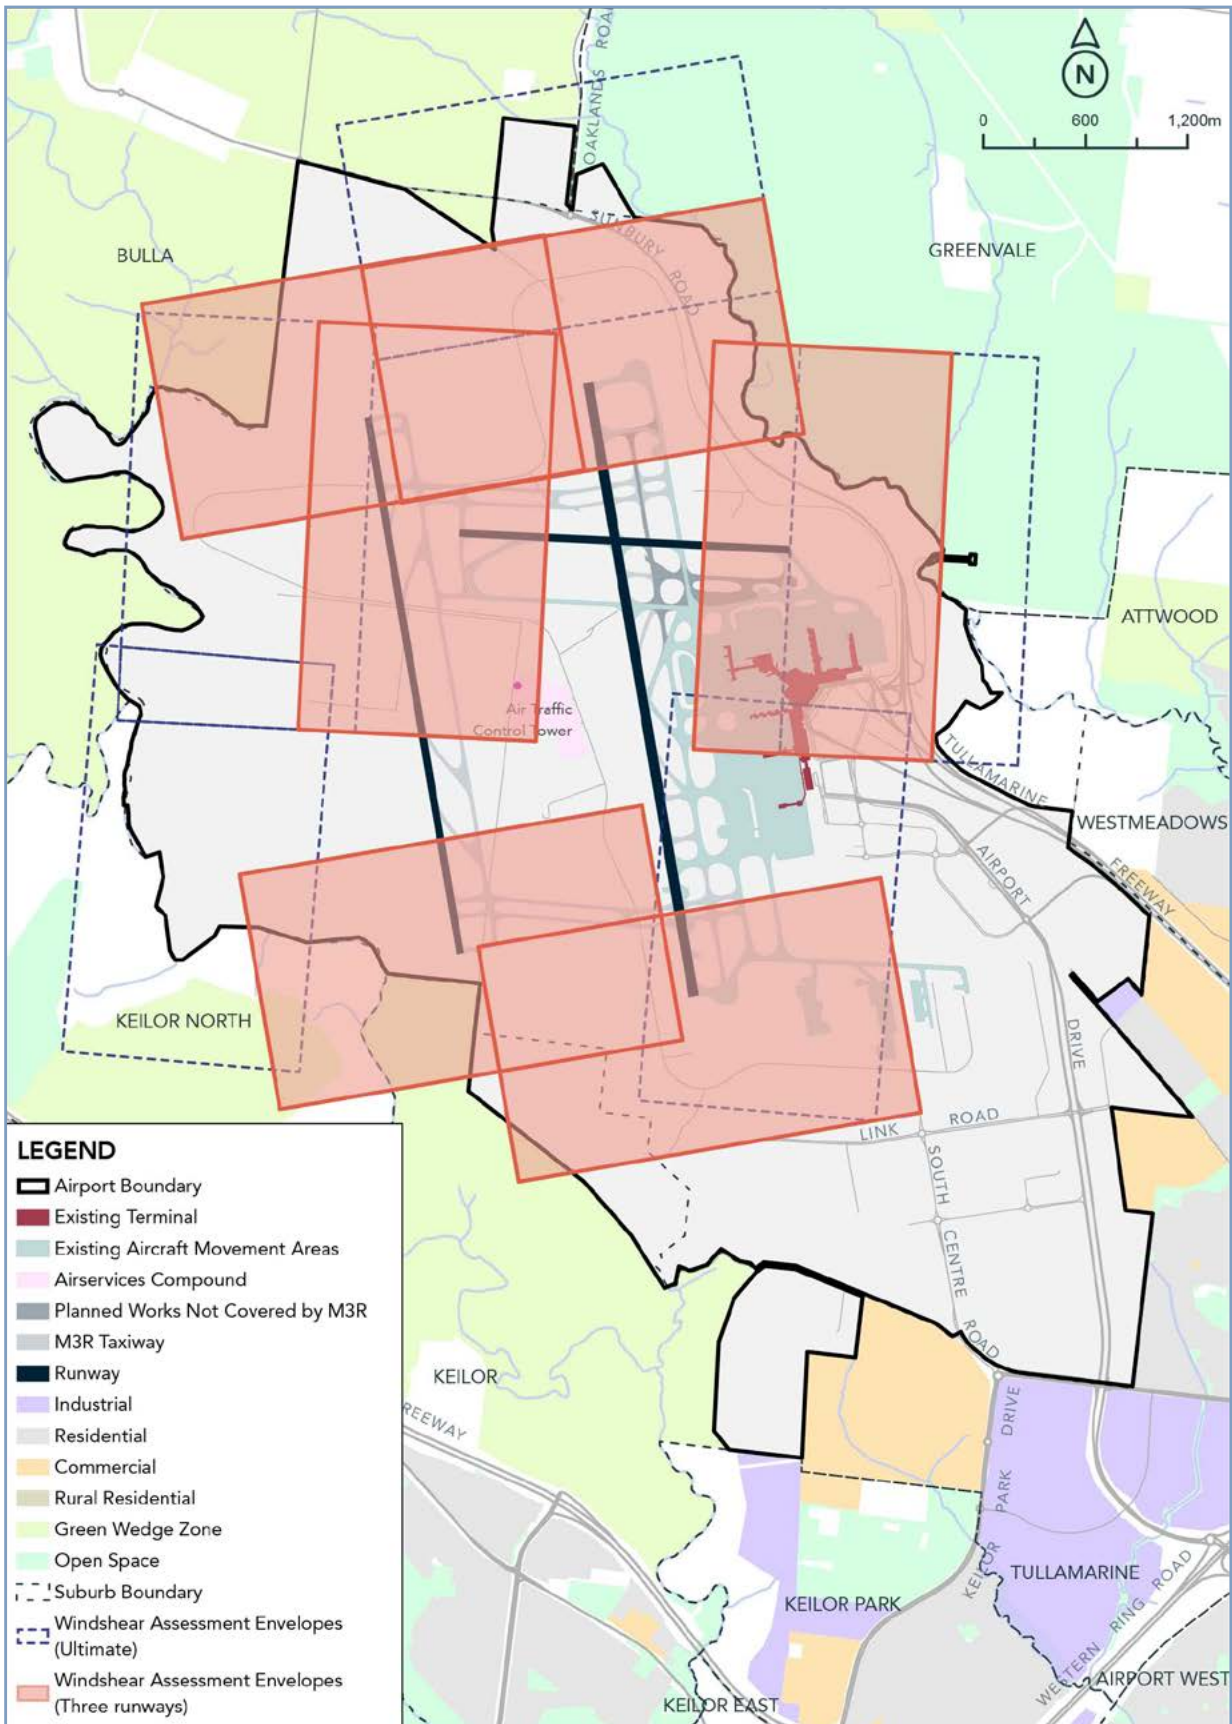 OAKLANDS ROAD
N
0 600 1,200m
SUNBURY ROAD
BULLA
GREENVALE
ATTWOOD
Air Traffic
Control Tower
TULLAMARINE
FREEWAY
WESTMEADOWS
AIRPORT
DRIVE
KEILOR NORTH
LINK ROAD
SOUTH
CENTRE
ROAD
LEGEND
Airport Boundary
Existing Terminal
Existing Aircraft Movement Areas
Airservices Compound
Planned Works Not Covered by M3R
M3R Taxiway
Runway
Industrial
Residential
Commercial
Rural Residential
Green Wedge Zone
Open Space
Suburb Boundary
Windshear Assessment Envelopes
(Ultimate)
Windshear Assessment Envelopes
(Three runways)
KEILOR
REEWAY
KEILOR PARK DRIVE
TULLAMARINE
KEILOR PARK
WESTERN RING ROAD
AIRPORT WEST
KEILOR EAST